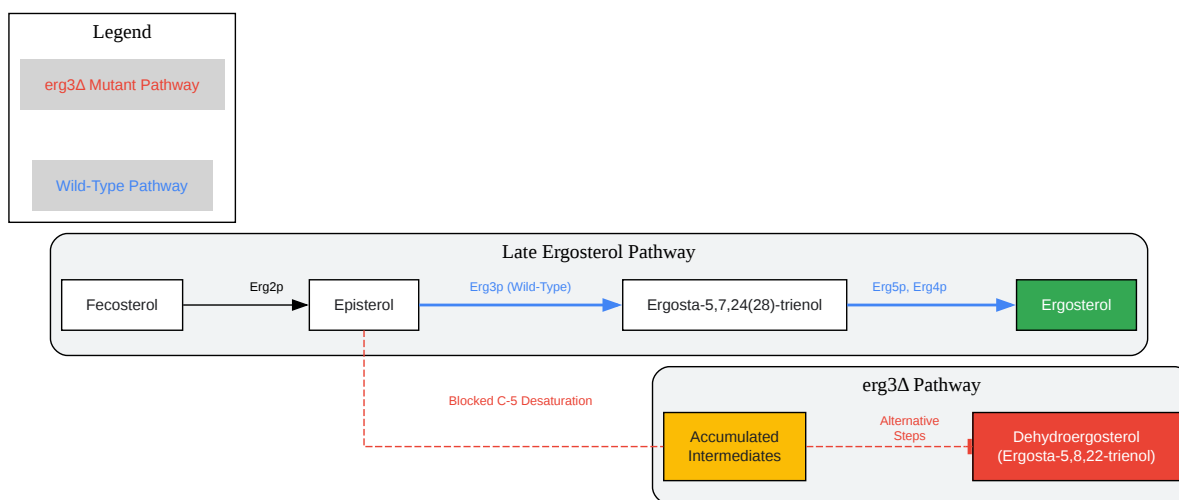 Legend
erg3Δ Mutant Pathway
Wild-Type Pathway
Late Ergosterol Pathway
Fecosterol
Erg2p
Episterol
Erg3p (Wild-Type)
Ergosta-5,7,24(28)-trienol
Erg5p, Erg4p
Ergosterol
Blocked C-5 Desaturation
erg3Δ Pathway
Accumulated
Intermediates
Alternative
Steps
Dehydroergosterol
(Ergosta-5,8,22-trienol)